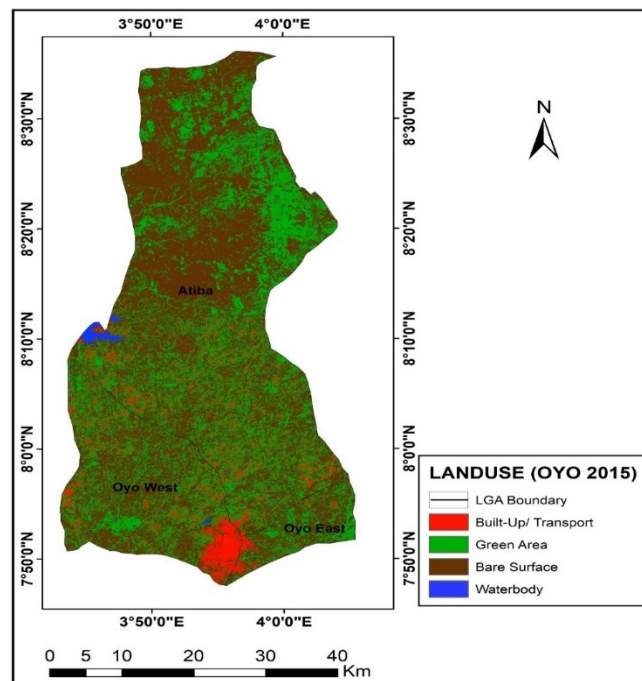 3°50'0"E 4°0'0"E
N
8°30'0"N 8°30'0"N
8°20'0"N 8°20'0"N
Atiba
8°10'0"N 8°10'0"N
8°0'0"N 8°0'0"N
LANDUSE (OYO 2015)
Oyo West
LGA Boundary
Built-Up/ Transport
Oyo East
Green Area
7°50'0"N 7°50'0"N
Bare Surface
Waterbody
3°50'0"E 4°0'0"E
0 5 10 20 30 40
Km